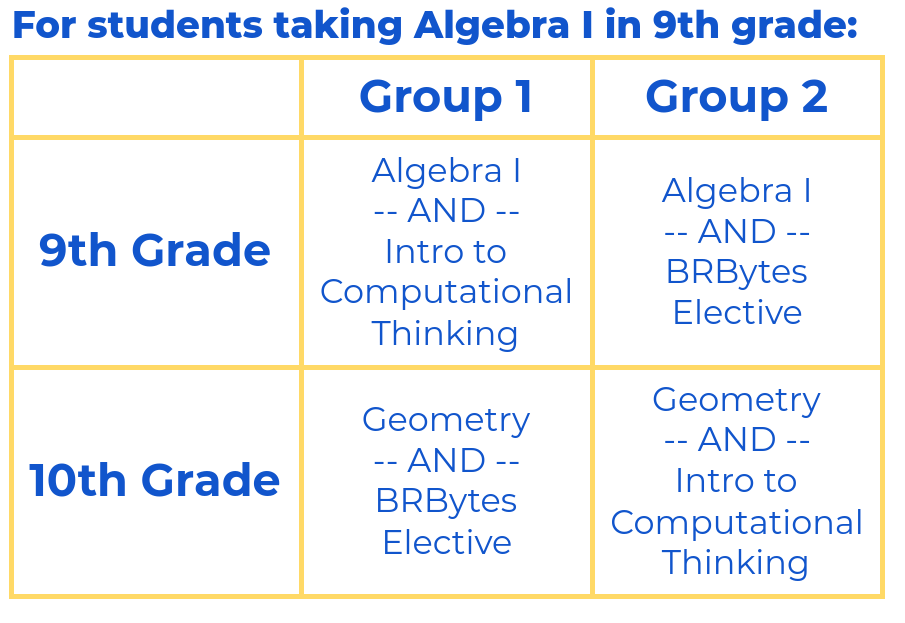 For students taking Algebra I in 9th grade:
Group 1
Group 2
9th Grade
Algebra I
-- AND --
Intro to
Computational
Thinking
Algebra I
-- AND --
BRBytes
Elective
10th Grade
Geometry
-- AND --
BRBytes
Elective
Geometry
-- AND --
Intro to
Computational
Thinking